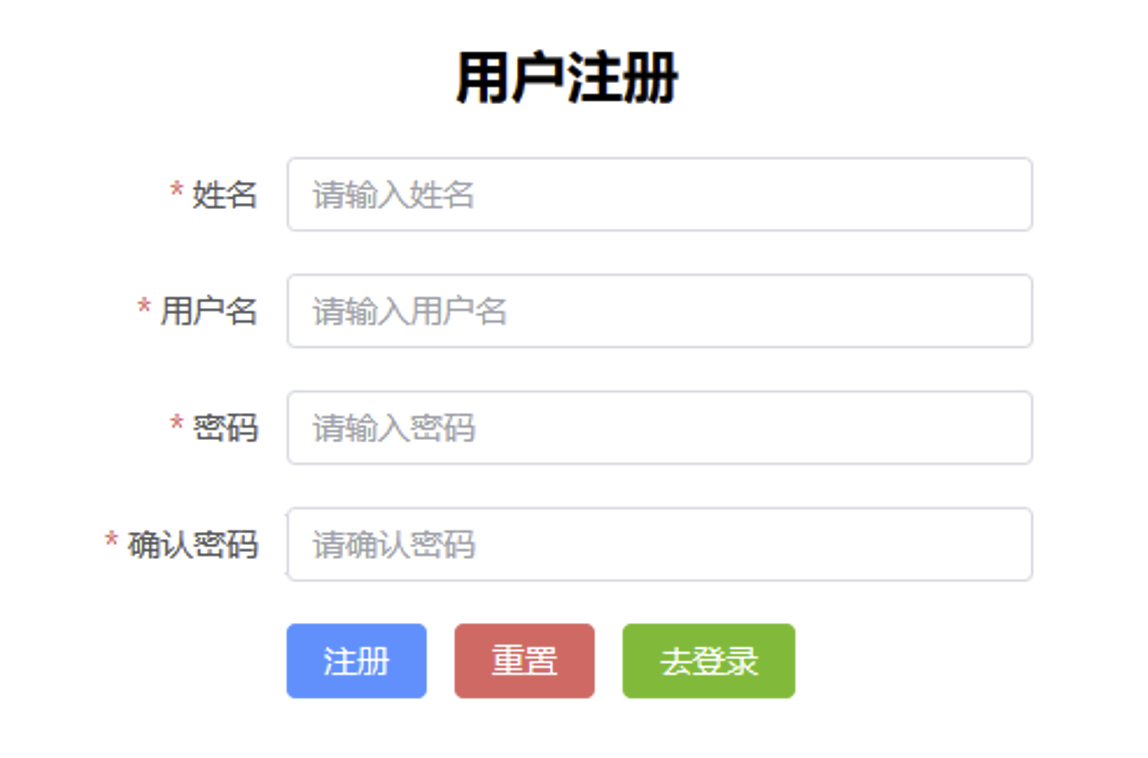 用户注册
* 姓名 请输入姓名
* 用户名 请输入用户名
* 密码 请输入密码
* 确认密码 请确认密码
注册 重置 去登录